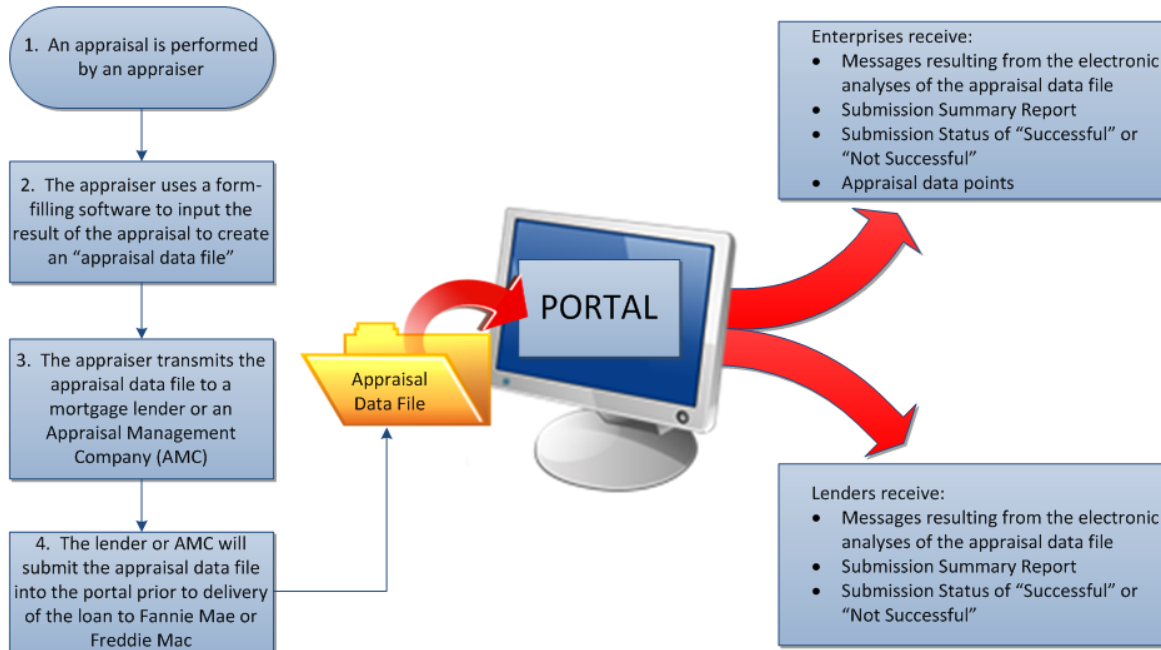 1. An appraisal is performed
by an appraiser
2. The appraiser uses a form-
filling software to input the
result of the appraisal to create
an “appraisal data file”
3. The appraiser transmits the
appraisal data file to a
mortgage lender or an
Appraisal Management
Company (AMC)
4. The lender or AMC will
submit the appraisal data file
into the portal prior to delivery
of the loan to Fannie Mae or
Freddie Mac
Appraisal
Data File
PORTAL
Enterprises receive:
• Messages resulting from the electronic
analyses of the appraisal data file
• Submission Summary Report
• Submission Status of “Successful” or
“Not Successful”
• Appraisal data points
Lenders receive:
• Messages resulting from the electronic
analyses of the appraisal data file
• Submission Summary Report
• Submission Status of “Successful” or
“Not Successful”